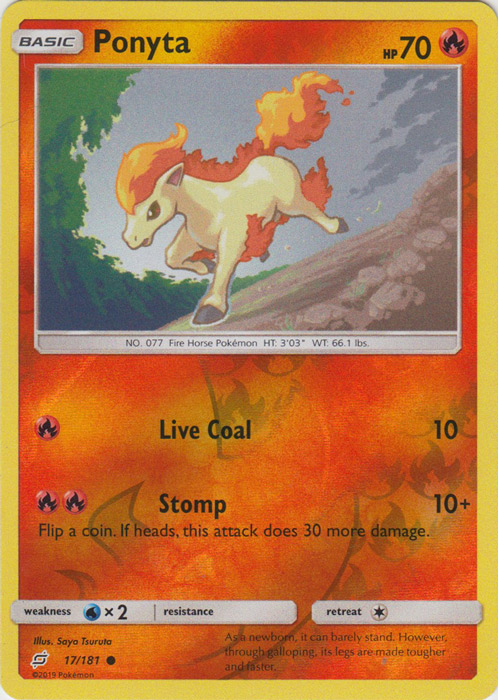 BASIC Ponyta HP70
NO. 077 Fire Horse Pokémon HT: 3'03" WT: 66.1 lbs.
Live Coal 10
Stomp 10+
Flip a coin. If heads, this attack does 30 more damage.
weakness ×2 resistance retreat
Illus. Saya Tsuruta
17/181
©2019 Pokémon
As a newborn, it can barely stand. However,
through galloping, its legs are made tougher
and faster.